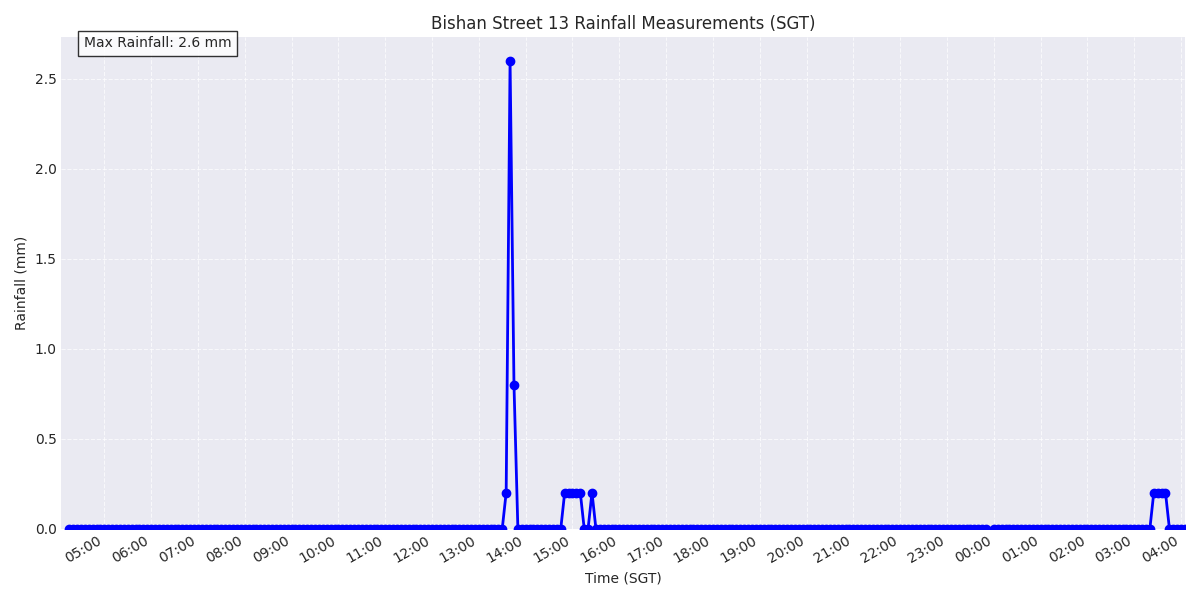 Bishan Street 13 Rainfall Measurements (SGT)
Max Rainfall: 2.6 mm
2.5
2.0
1.5
1.0
0.5
0.0
Rainfall (mm)
05:00 06:00 07:00 08:00 09:00 10:00 11:00 12:00 13:00 14:00 15:00 16:00 17:00 18:00 19:00 20:00 21:00 22:00 23:00 00:00 01:00 02:00 03:00 04:00
Time (SGT)